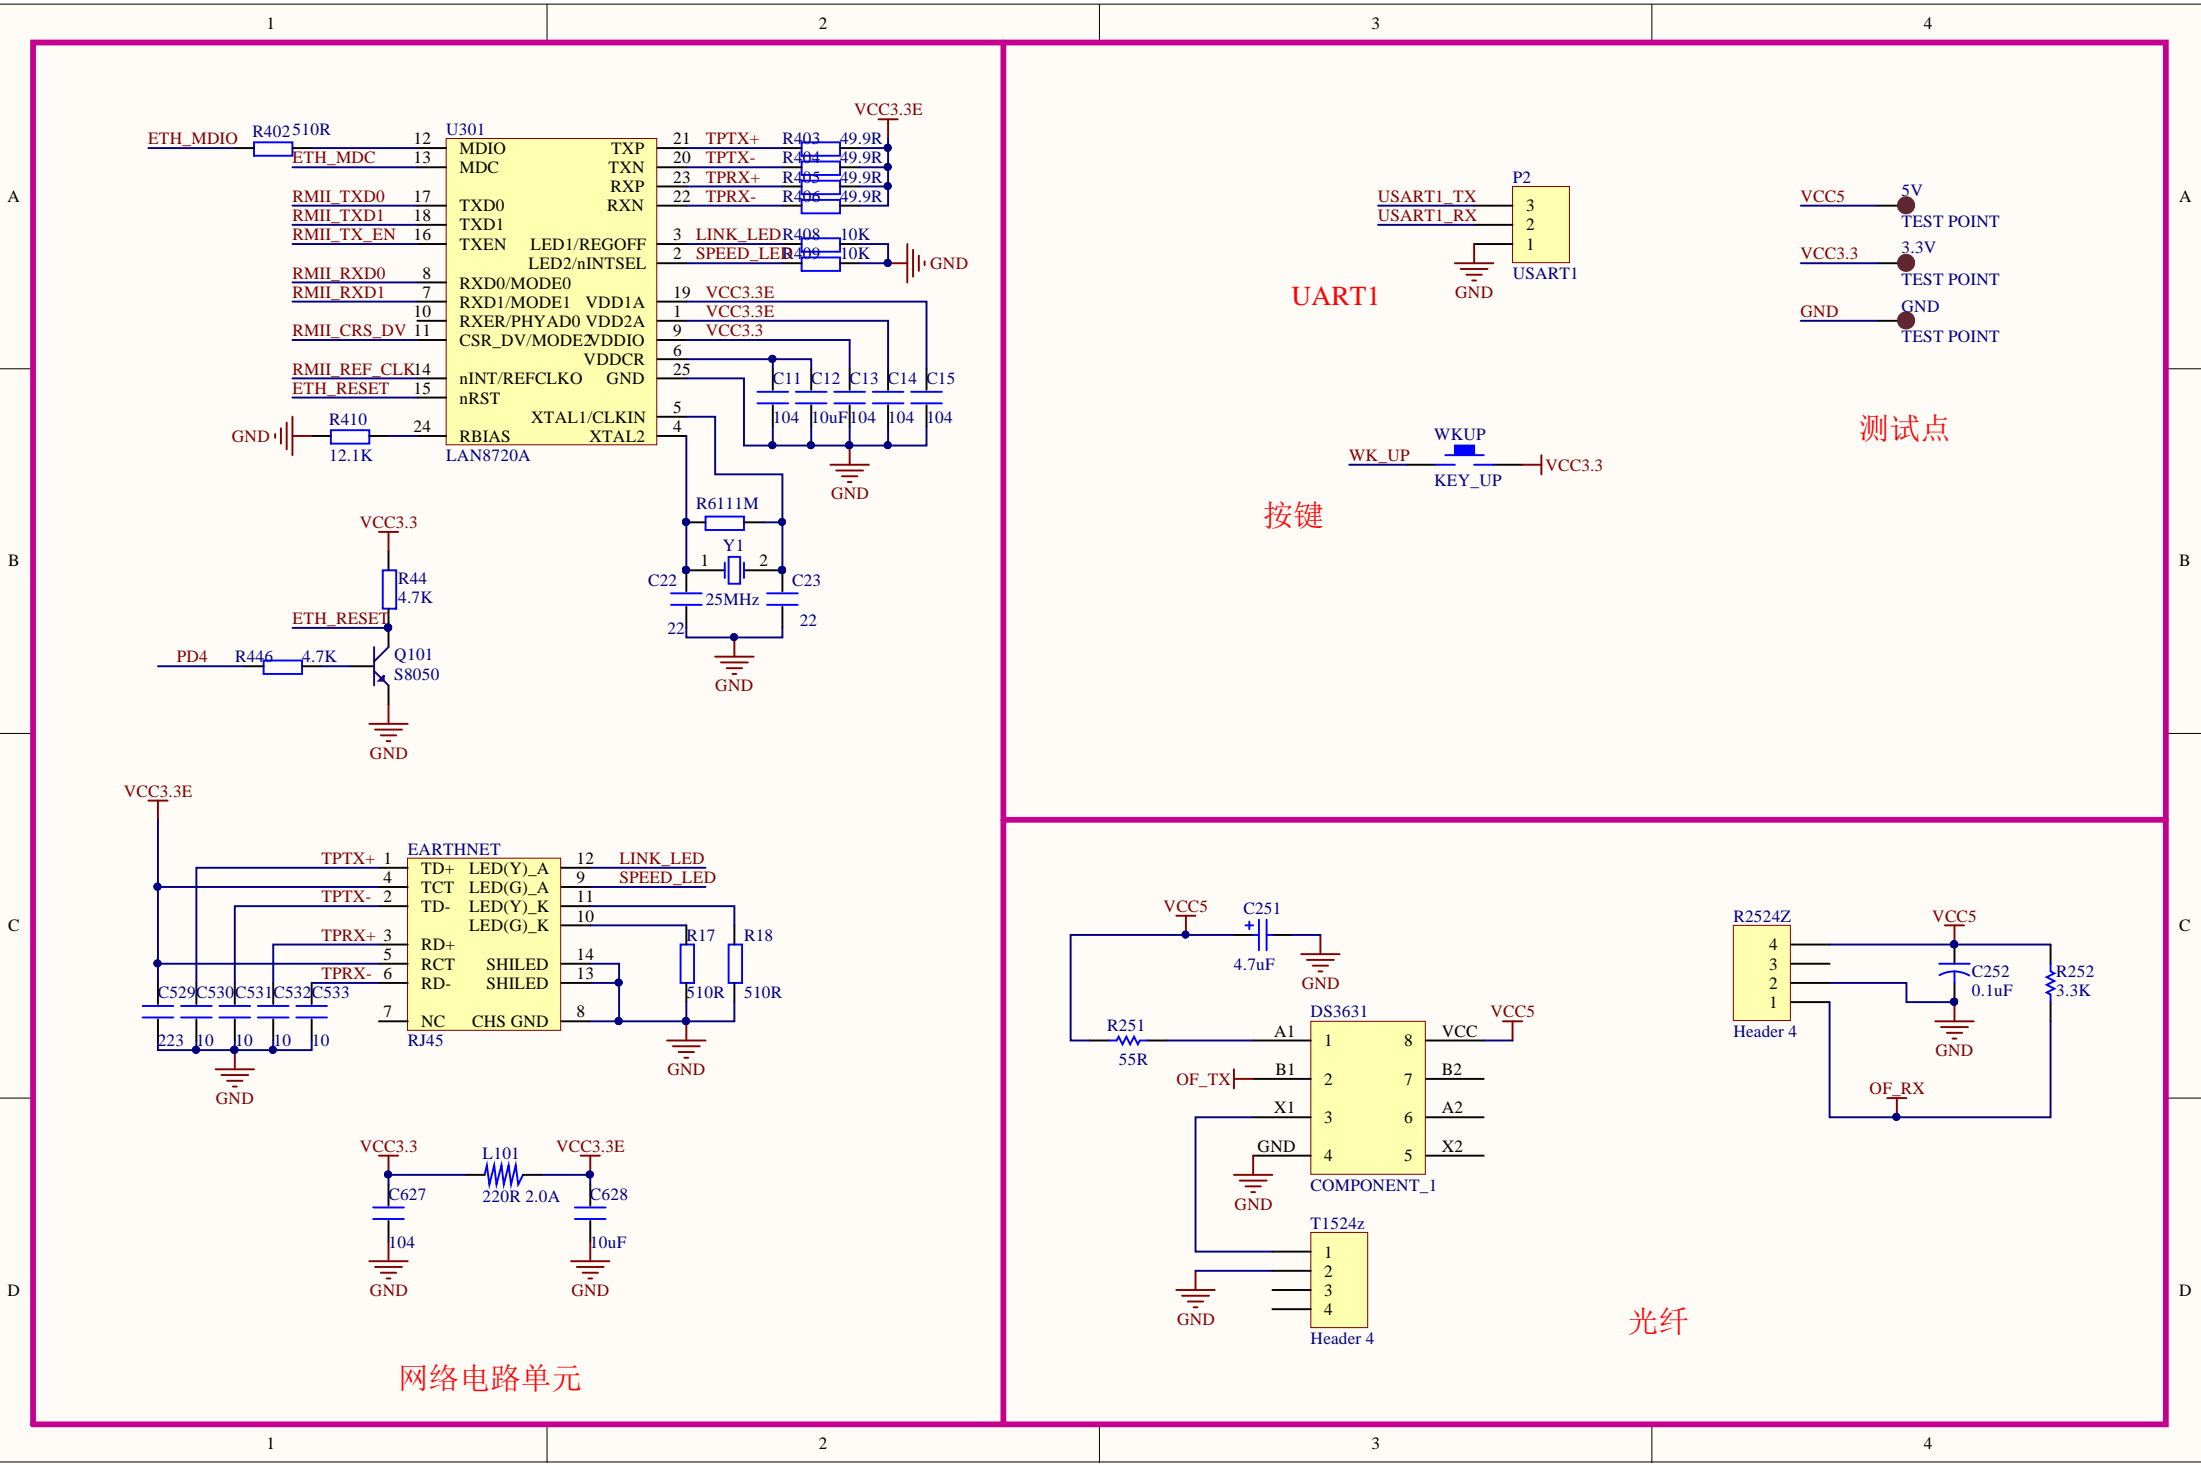 1 2 3 4
A
VCC3.3E
ETH_MDIO R402 510R 12 U301 MDIO TXP 21 TPTX+ R403 49.9R
ETH_MDC 13 MDC TXN 20 TPTX- R404 49.9R
RXP 23 TPRX+ R405 49.9R
RMII_TXD0 17 TXD0 RXN 22 TPRX- R406 49.9R
RMII_TXD1 18 TXD1
RMII_TX_EN 16 TXEN LED1/REGOFF 3 LINK_LED R408 10K
LED2/nINTSEL 2 SPEED_LED R409 10K GND
RMII_RXD0 8 RXD0/MODE0
RMII_RXD1 7 RXD1/MODE1 VDD1A 19 VCC3.3E
10 RXER/PHYAD0 VDD2A 1 VCC3.3E
RMII_CRS_DV 11 CSR_DV/MODE2 VDDIO 9 VCC3.3
VDDCR 6
RMII_REF_CLK 14 nINT/REFCLKO GND 25
ETH_RESET 15 nRST
C11 C12 C13 C14 C15
104 10uF 104 104 104
GND
XTAL1/CLKIN 5
GND R410 12.1K 24 RBIAS XTAL2 4
LAN8720A
R611 1M
Y1
1 2
C22 25MHz C23
22 22
GND
B
VCC3.3
R44
4.7K
ETH_RESET
PD4 R446 4.7K Q101
S8050
GND
C
VCC3.3E
EARTHNET
TPTX+ 1 TD+ LED(Y)_A 12 LINK_LED
4 TCT LED(G)_A 9 SPEED_LED
TPTX- 2 TD- LED(Y)_K 11
LED(G)_K 10
TPRX+ 3 RD+
5 RCT SHILED 14
TPRX- 6 RD- SHILED 13
7 NC CHS GND 8
RJ45
R17 R18
510R 510R
GND
C529 C530 C531 C532 C533
223 10 10 10 10
GND
VCC3.3 L101 VCC3.3E
220R 2.0A
C627 C628
104 10uF
GND GND
D
网络电路单元
P2
USART1_TX 3
USART1_RX 2
1
GND USART1
UART1
VCC5 5V
TEST POINT
VCC3.3 3.3V
TEST POINT
GND GND
TEST POINT
测试点
A
WKUP
WK_UP VCC3.3
KEY_UP
按键
B
VCC5 C251
+
4.7uF
GND
DS3631
R251 A1 1 8 VCC VCC5
55R
OF_TX B1 2 7 B2
X1 3 6 A2
GND 4 5 X2
GND COMPONENT_1
T1524z
1
2
3
4
GND
Header 4
R2524Z VCC5
4
3
2
1
Header 4
C252
0.1uF
R252
3.3K
GND
OF_RX
光纤
C
D
1 2 3 4